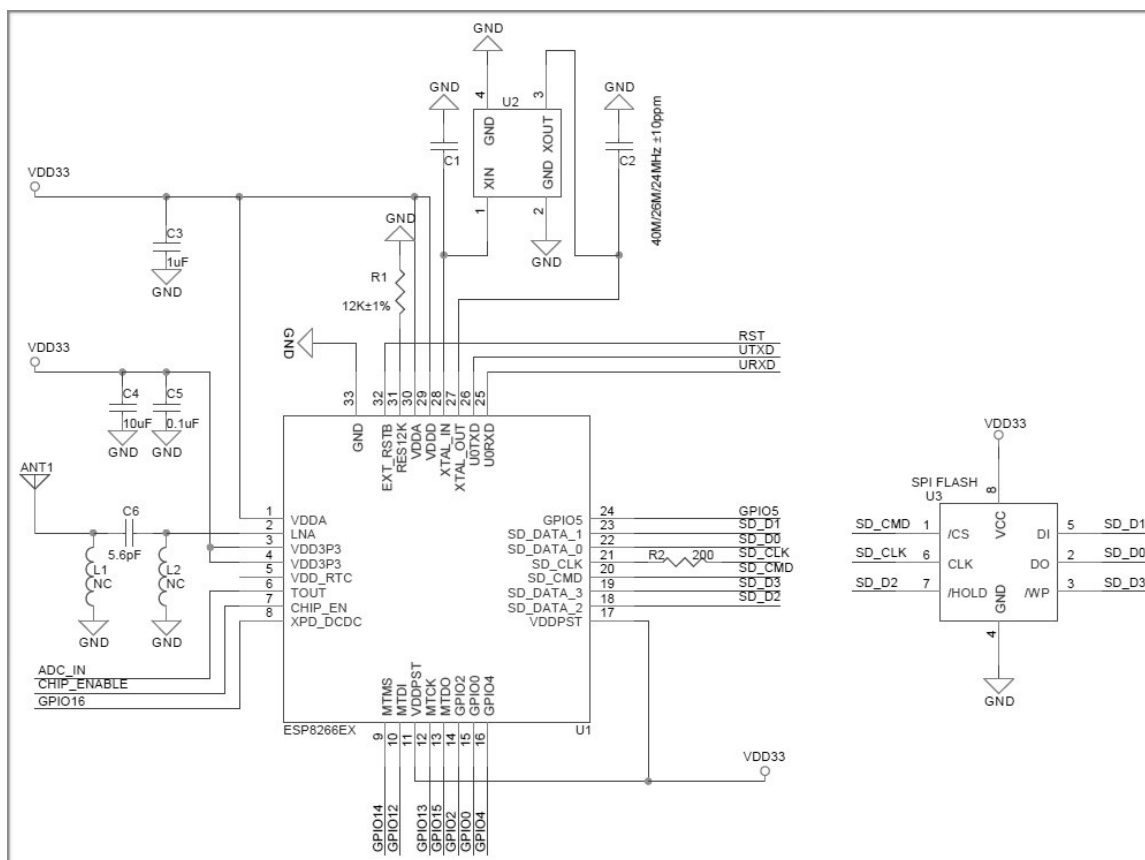 GND
GND
U2
GND
4
3
GND
XOUT
XIN
GND
C1
C2
1
2
40M/26M/24MHz ±10ppm
VDD33
C3
1uF
GND
GND
R1
12K±1%
GND
GND
RST
UTXD
URXD
VDD33
C4
C5
10uF
0.1uF
GND
GND
33
32
31
30
29
28
27
26
25
GND
EXT_RSTB
RES12K
VDDA
VDDD
XTAL_IN
XTAL_OUT
U0TXD
U0RXD
ANT1
C6
5.6pF
L1
NC
L2
NC
GND
GND
1 VDDA
2 LNA
3 VDD3P3
4 VDD3P3
5 VDD_RTC
6 TOUT
7 CHIP_EN
8 XPD_DCDC
GPIO5 24 GPIO5
SD_DATA_1 23 SD_D1
SD_DATA_0 22 SD_D0
SD_CLK 21 R2 200 SD_CLK
SD_CMD 20 SD_CMD
SD_DATA_3 19 SD_D3
SD_DATA_2 18 SD_D2
VDDPST 17
ADC_IN
CHIP_ENABLE
GPIO16
MTMS
MTDI
VDDPST
MTCK
MTDO
GPIO2
GPIO0
GPIO4
ESP8266EX
U1
9
10
11
12
13
14
15
16
GPIO14
GPIO12
GPIO13
GPIO15
GPIO2
GPIO0
GPIO4
VDD33
VDD33
SPI FLASH
U3
8
VCC
SD_CMD 1 /CS
SD_CLK 6 CLK
SD_D2 7 /HOLD
DI 5 SD_D1
DO 2 SD_D0
/WP 3 SD_D3
GND
4
GND